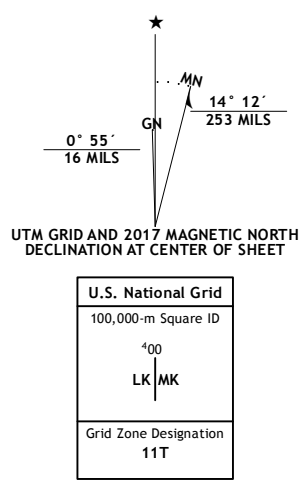 MN
GN
14° 12´
253 MILS
0° 55´
16 MILS
UTM GRID AND 2017 MAGNETIC NORTH
DECLINATION AT CENTER OF SHEET
U.S. National Grid
100,000-m Square ID
⁴00
LK MK
Grid Zone Designation
11T